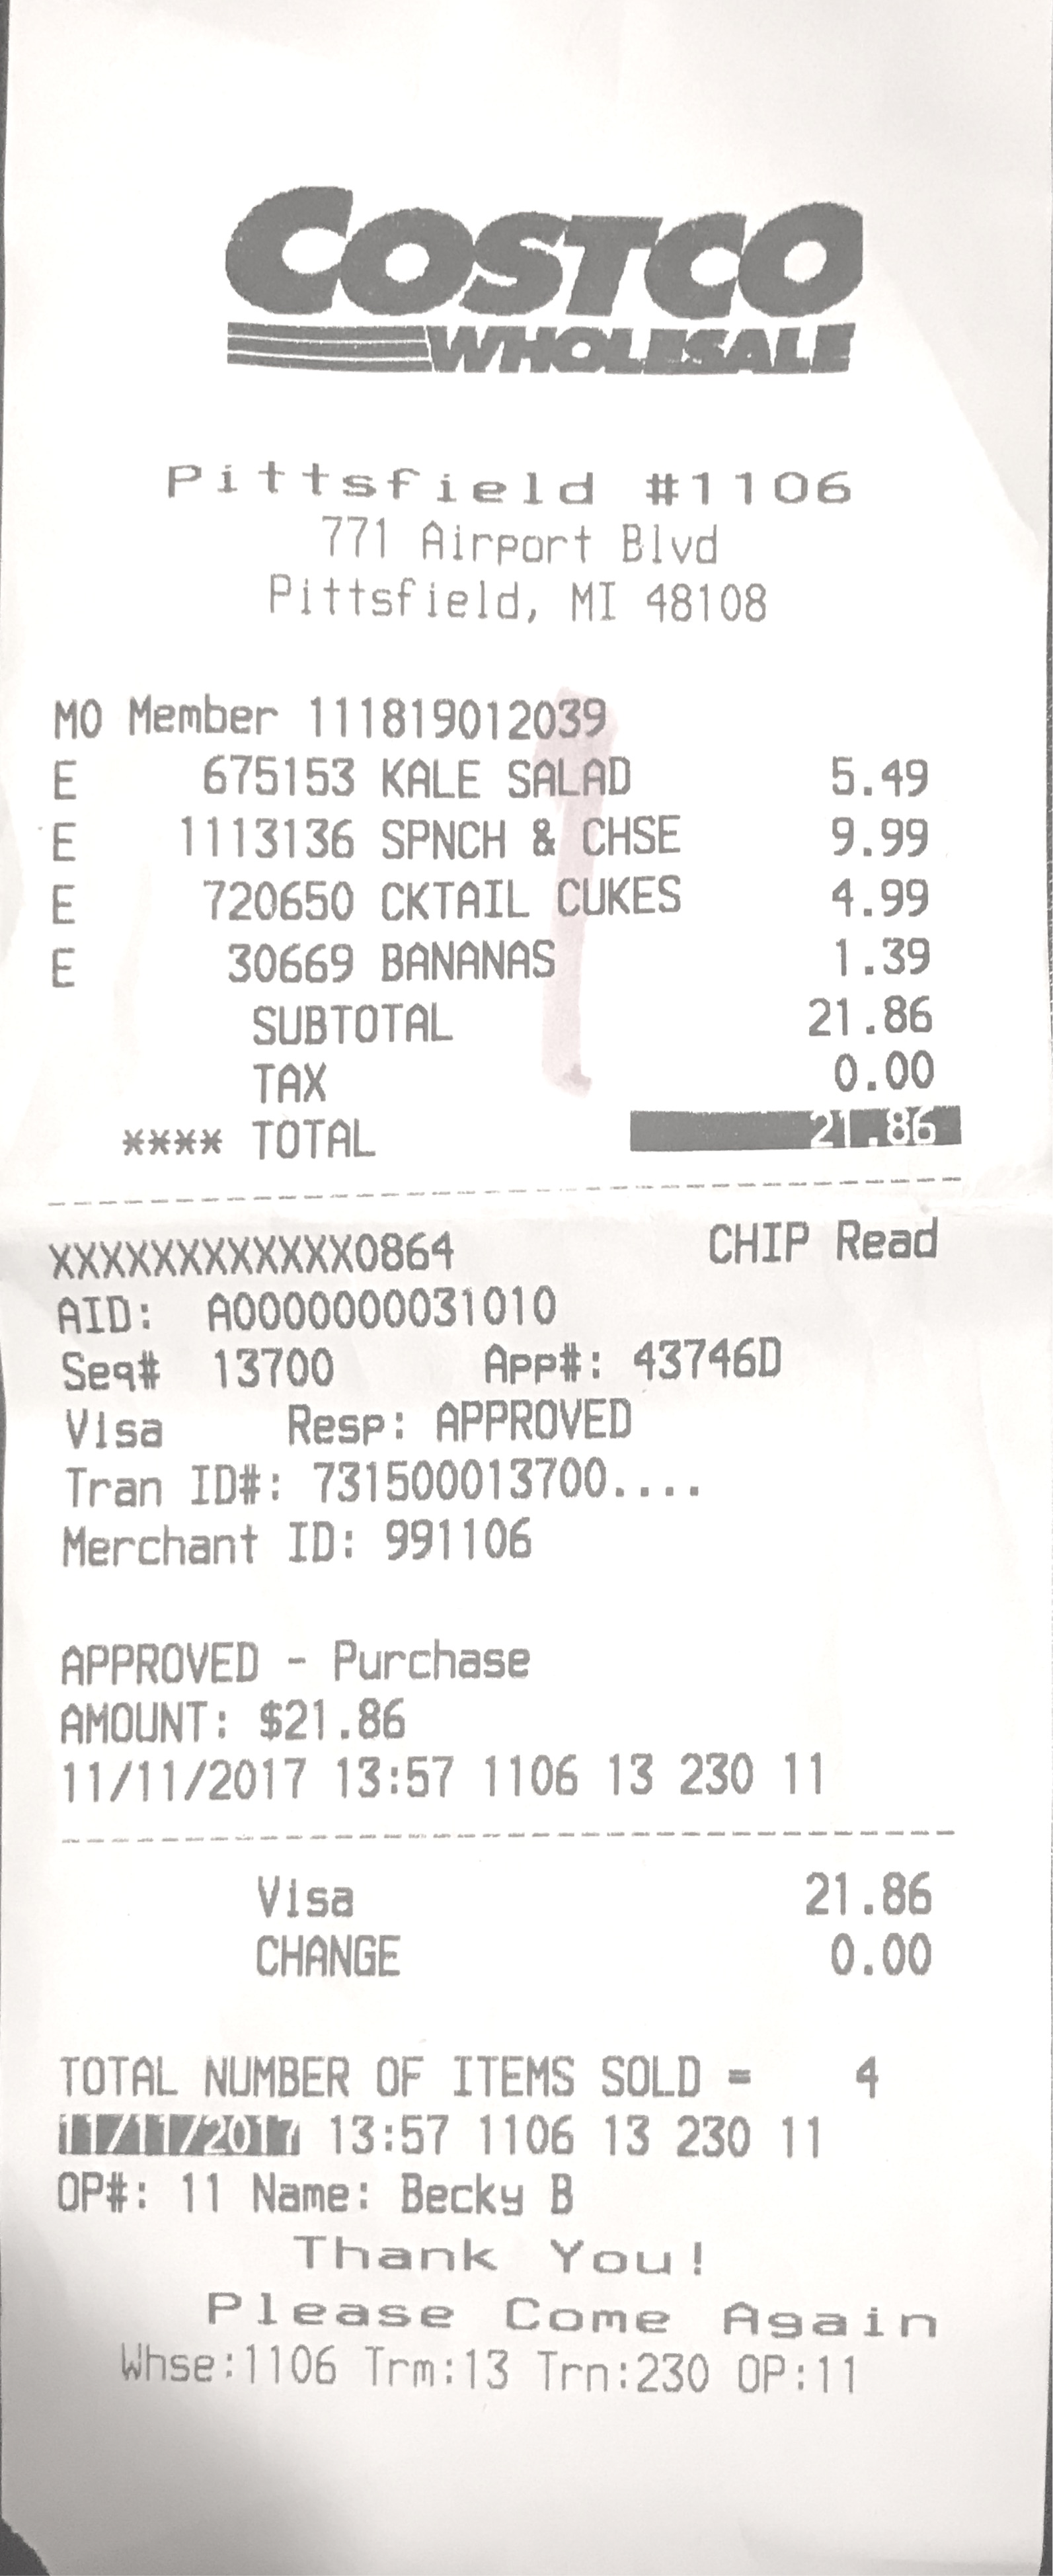 COSTCO
WHOLESALE
Pittsfield #1106
771 Airport Blvd
Pittsfield, MI 48108
MO Member 111819012039
E 675153 KALE SALAD 5.49
E 1113136 SPNCH & CHSE 9.99
E 720650 CKTAIL CUKES 4.99
E 30669 BANANAS 1.39
SUBTOTAL 21.86
TAX 0.00
**** TOTAL 21.86
XXXXXXXXXXXX0864 CHIP Read
AID: A0000000031010
Seq# 13700 App#: 43746D
Visa Resp: APPROVED
Tran ID#: 731500013700....
Merchant ID: 991106
APPROVED - Purchase
AMOUNT: $21.86
11/11/2017 13:57 1106 13 230 11
Visa 21.86
CHANGE 0.00
TOTAL NUMBER OF ITEMS SOLD = 4
11/11/2017 13:57 1106 13 230 11
OP#: 11 Name: Becky B
Thank You!
Please Come Again
Whse:1106 Trm:13 Trn:230 OP:11